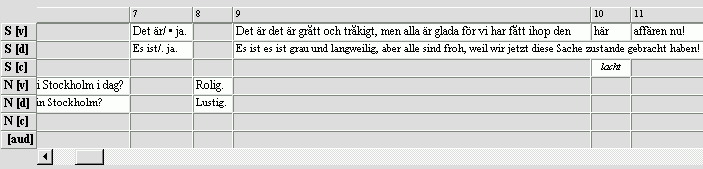 7 8 9 10 11
S [v] Det är/ • ja. Det är det är grått och tråkigt, men alla är glada för vi har fått ihop den här affären nu!
S [d] Es ist/. ja. Es ist es ist grau und langweilig, aber alle sind froh, weil wir jetzt diese Sache zustande gebracht haben!
S [c] lacht
N [v] i Stockholm i dag? Rolig.
N [d] in Stockholm? Lustig.
N [c]
[aud]